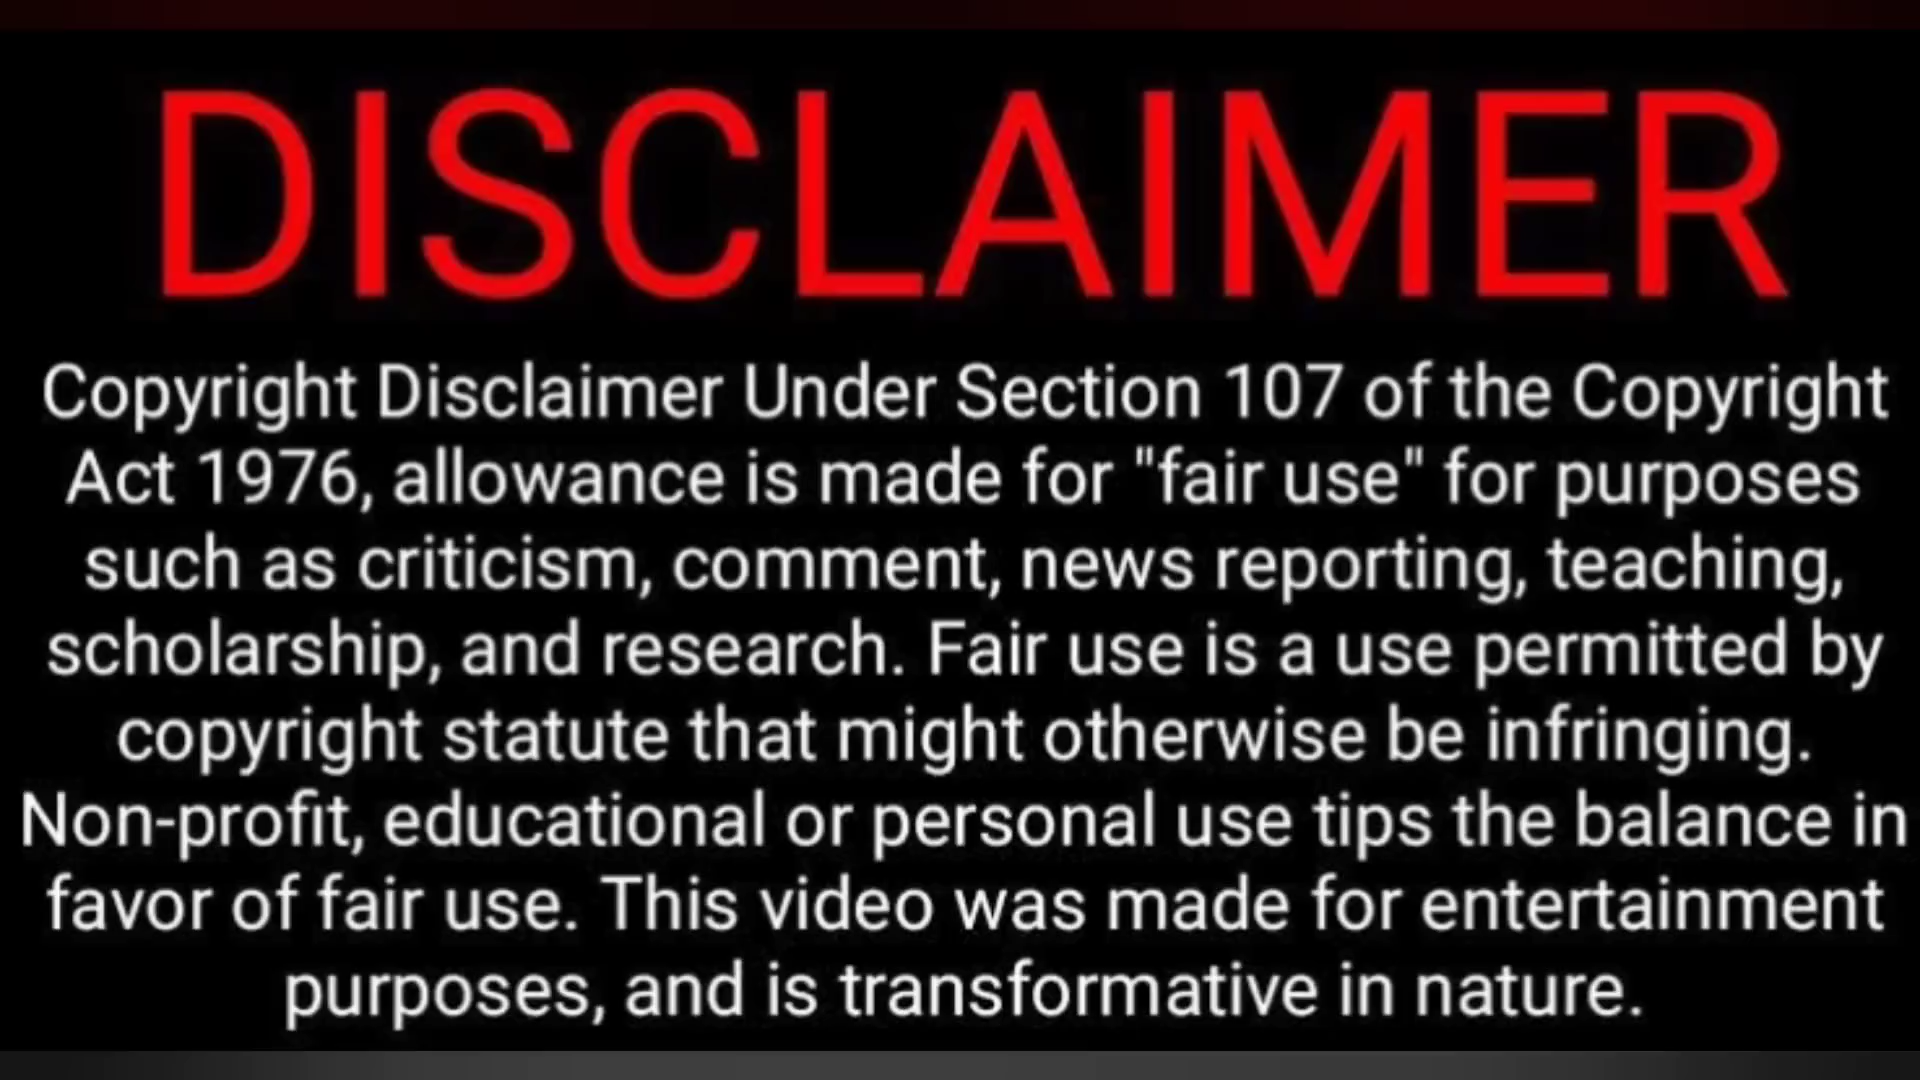 DISCLAIMER
Copyright Disclaimer Under Section 107 of the Copyright
Act 1976, allowance is made for "fair use" for purposes
such as criticism, comment, news reporting, teaching,
scholarship, and research. Fair use is a use permitted by
copyright statute that might otherwise be infringing.
Non-profit, educational or personal use tips the balance in
favor of fair use. This video was made for entertainment
purposes, and is transformative in nature.